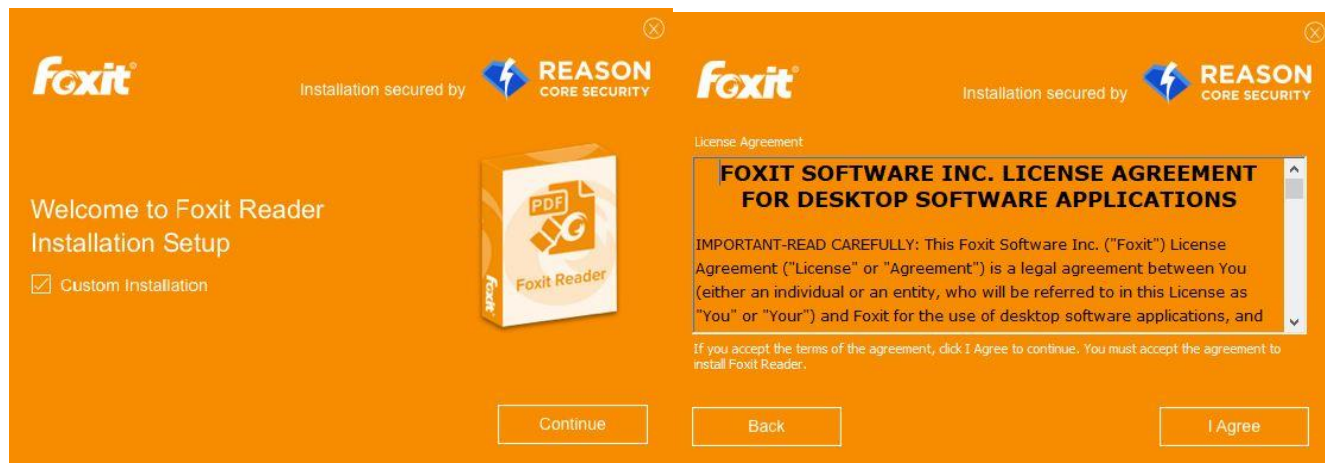 Foxit®
Installation secured by
REASON
CORE SECURITY
Welcome to Foxit Reader
Installation Setup
Custom Installation
PDF
Foxit Reader
Foxit
Continue
Foxit®
Installation secured by
REASON
CORE SECURITY
License Agreement
FOXIT SOFTWARE INC. LICENSE AGREEMENT
FOR DESKTOP SOFTWARE APPLICATIONS
IMPORTANT-READ CAREFULLY: This Foxit Software Inc. ("Foxit") License
Agreement ("License" or "Agreement") is a legal agreement between You
(either an individual or an entity, who will be referred to in this License as
"You" or "Your") and Foxit for the use of desktop software applications, and
If you accept the terms of the agreement, click I Agree to continue. You must accept the agreement to
install Foxit Reader.
Back
I Agree